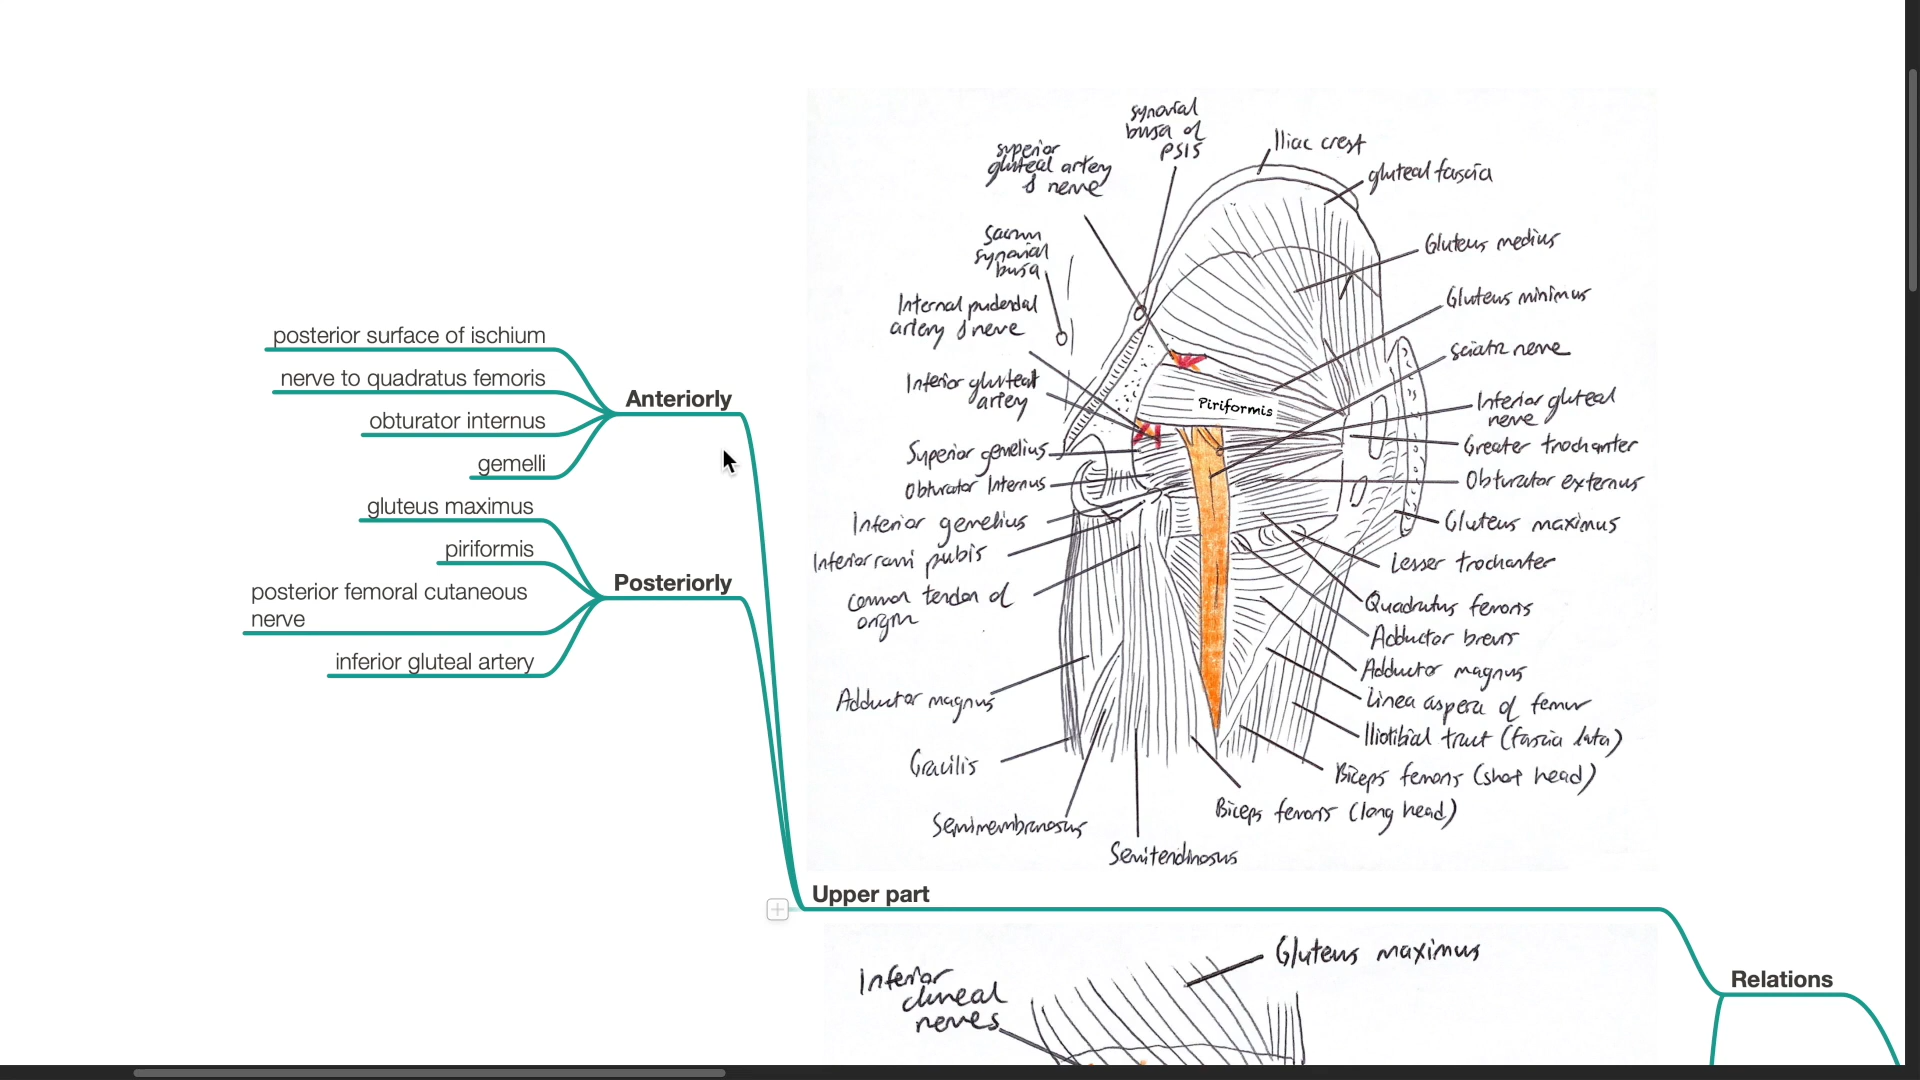 synovial
bursa of
PSIS
Iliac crest
superior
gluteal artery
& nerve
gluteal fascia
Sacrum
synovial
bursa
Gluteus medius
Internal pudendal
artery & nerve
Gluteus minimus
posterior surface of ischium
sciatic nerve
nerve to quadratus femoris
Anteriorly
Inferior gluteal
artery
Piriformis
Inferior gluteal
nerve
obturator internus
Greater trochanter
Superior gemellus
gemelli
Obturator Internus
Obturator externus
gluteus maximus
Inferior gemellus
Gluteus maximus
piriformis
Inferior rami pubis
Lesser trochanter
Posteriorly
posterior femoral cutaneous
nerve
common tendon of
origin
Quadratus femoris
Adductor brevis
inferior gluteal artery
Adductor magnus
Adductor magnus
Linea aspera of femur
Iliotibial tract (fascia lata)
Gracilis
Biceps femoris (short head)
Biceps femoris (long head)
Semimembranosus
Semitendinosus
Upper part
Gluteus maximus
Inferior
cluneal
nerves
Relations